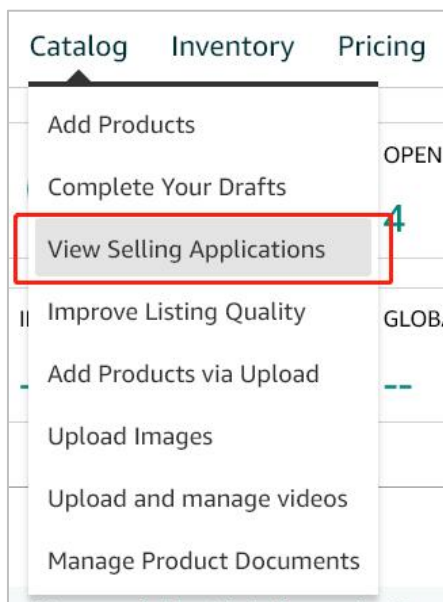 Catalog Inventory Pricing
Add Products
OPEN
Complete Your Drafts
4
View Selling Applications
Improve Listing Quality
GLOBA
Add Products via Upload
--
Upload Images
Upload and manage videos
Manage Product Documents